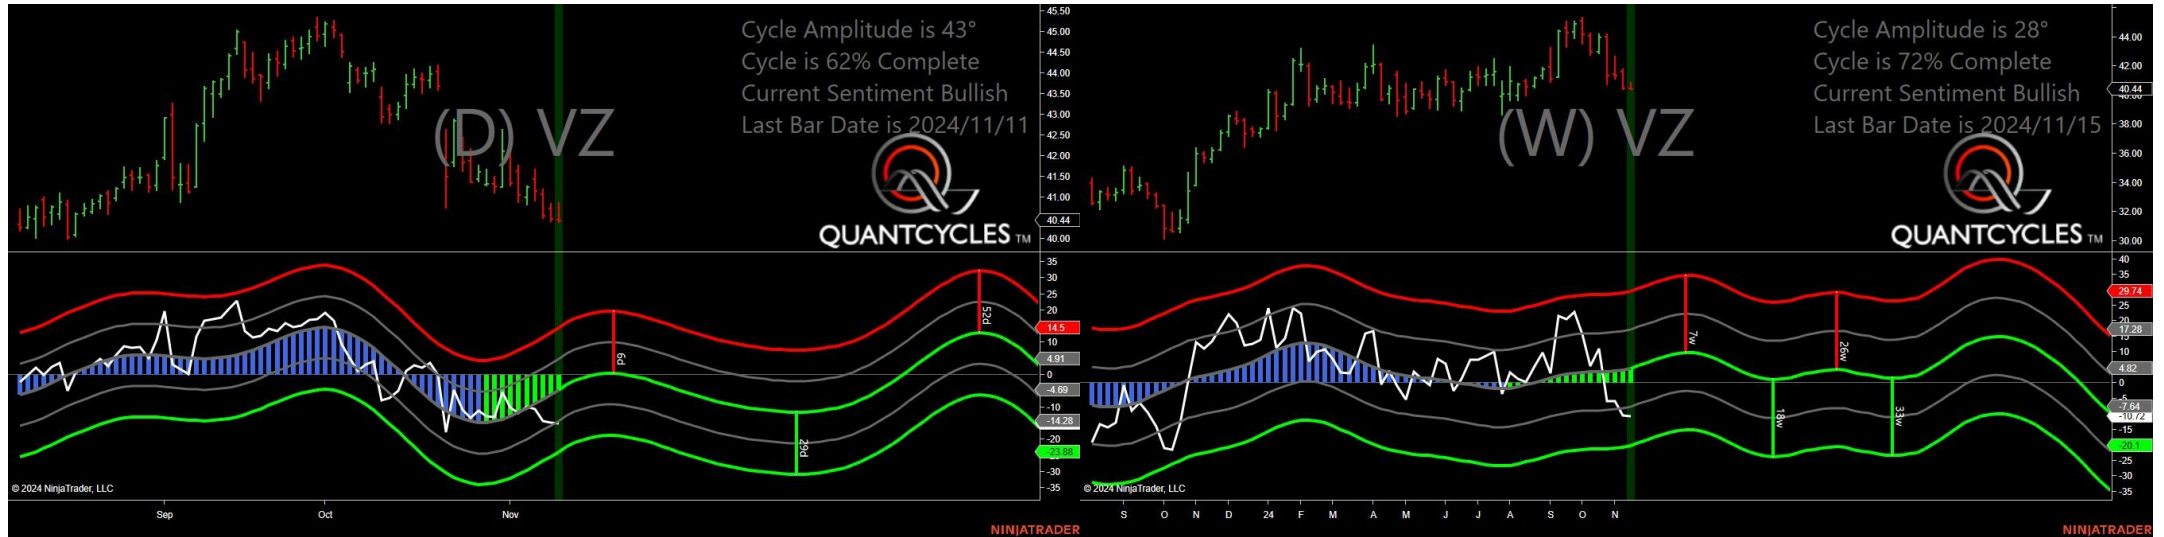 Cycle Amplitude is 43°
Cycle is 62% Complete
Current Sentiment Bullish
Last Bar Date is 2024/11/11
(D) VZ
QUANTCYCLES TM
45.50
45.00
44.50
44.00
43.50
43.00
42.50
42.00
41.50
41.00
40.44
40.00
35
30
25
20
14.5
10
4.91
0
-4.69
-10
-14.28
-20
-23.88
-30
-35
6d
29d
52d
© 2024 NinjaTrader, LLC
Sep
Oct
Nov
NINJATRADER
Cycle Amplitude is 28°
Cycle is 72% Complete
Current Sentiment Bullish
Last Bar Date is 2024/11/15
(W) VZ
QUANTCYCLES TM
44.00
42.00
40.44
38.00
36.00
34.00
32.00
30.00
40
35
29.74
20
17.28
10
4.82
0
-7.64
-10.72
-15
-20.1
-25
-30
-35
7w
18w
26w
33w
© 2024 NinjaTrader, LLC
S
O
N
D
24
F
M
A
M
J
J
A
S
O
N
NINJATRADER